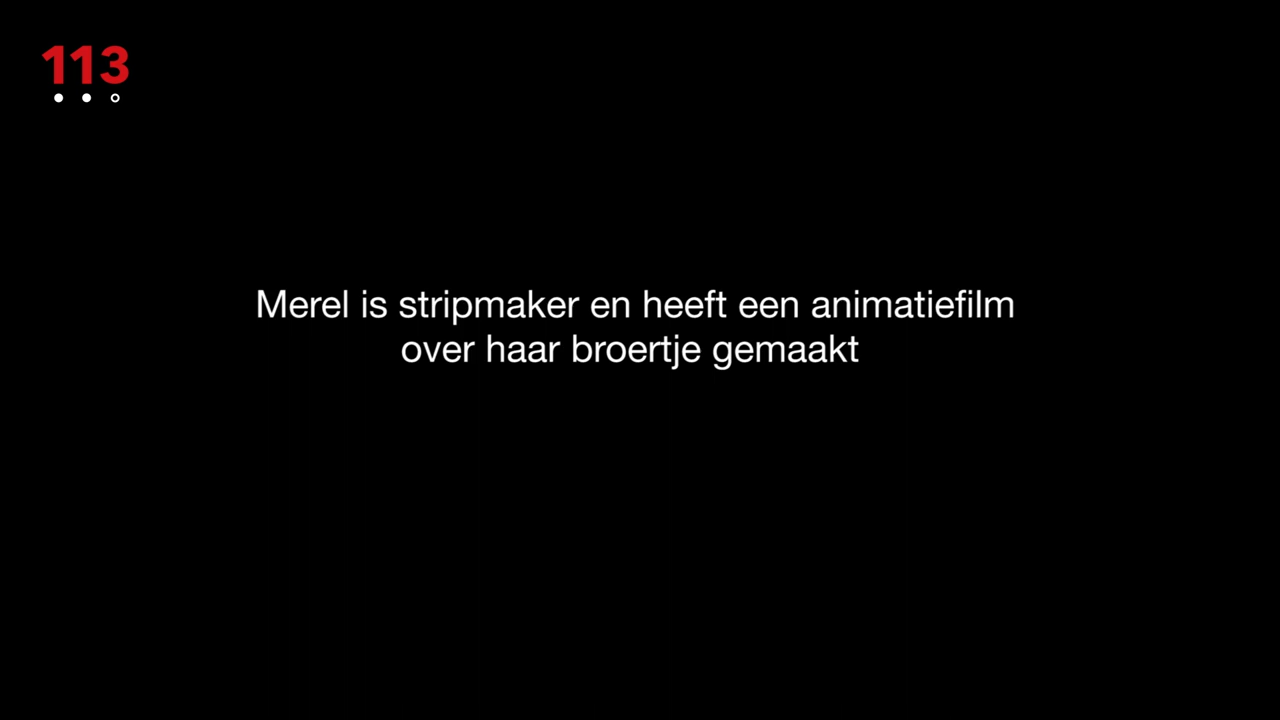 113
Merel is stripmaker en heeft een animatiefilm
over haar broertje gemaakt